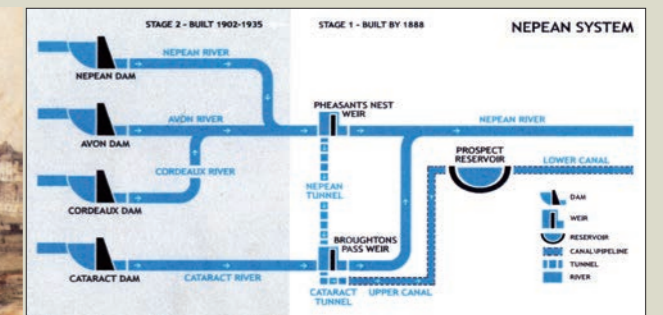 STAGE 2 - BUILT 1902-1935
STAGE 1 - BUILT BY 1888
NEPEAN SYSTEM
NEPEAN RIVER
NEPEAN DAM
PHEASANTS NEST
WEIR
AVON RIVER
NEPEAN RIVER
AVON DAM
PROSPECT
RESERVOIR
LOWER CANAL
CORDEAUX RIVER
NEPEAN
TUNNEL
DAM
CORDEAUX DAM
WEIR
BROUGHTONS
PASS WEIR
RESERVOIR
CANAL\PIPELINE
TUNNEL
CATARACT DAM
CATARACT RIVER
CATARACT
TUNNEL
UPPER CANAL
RIVER